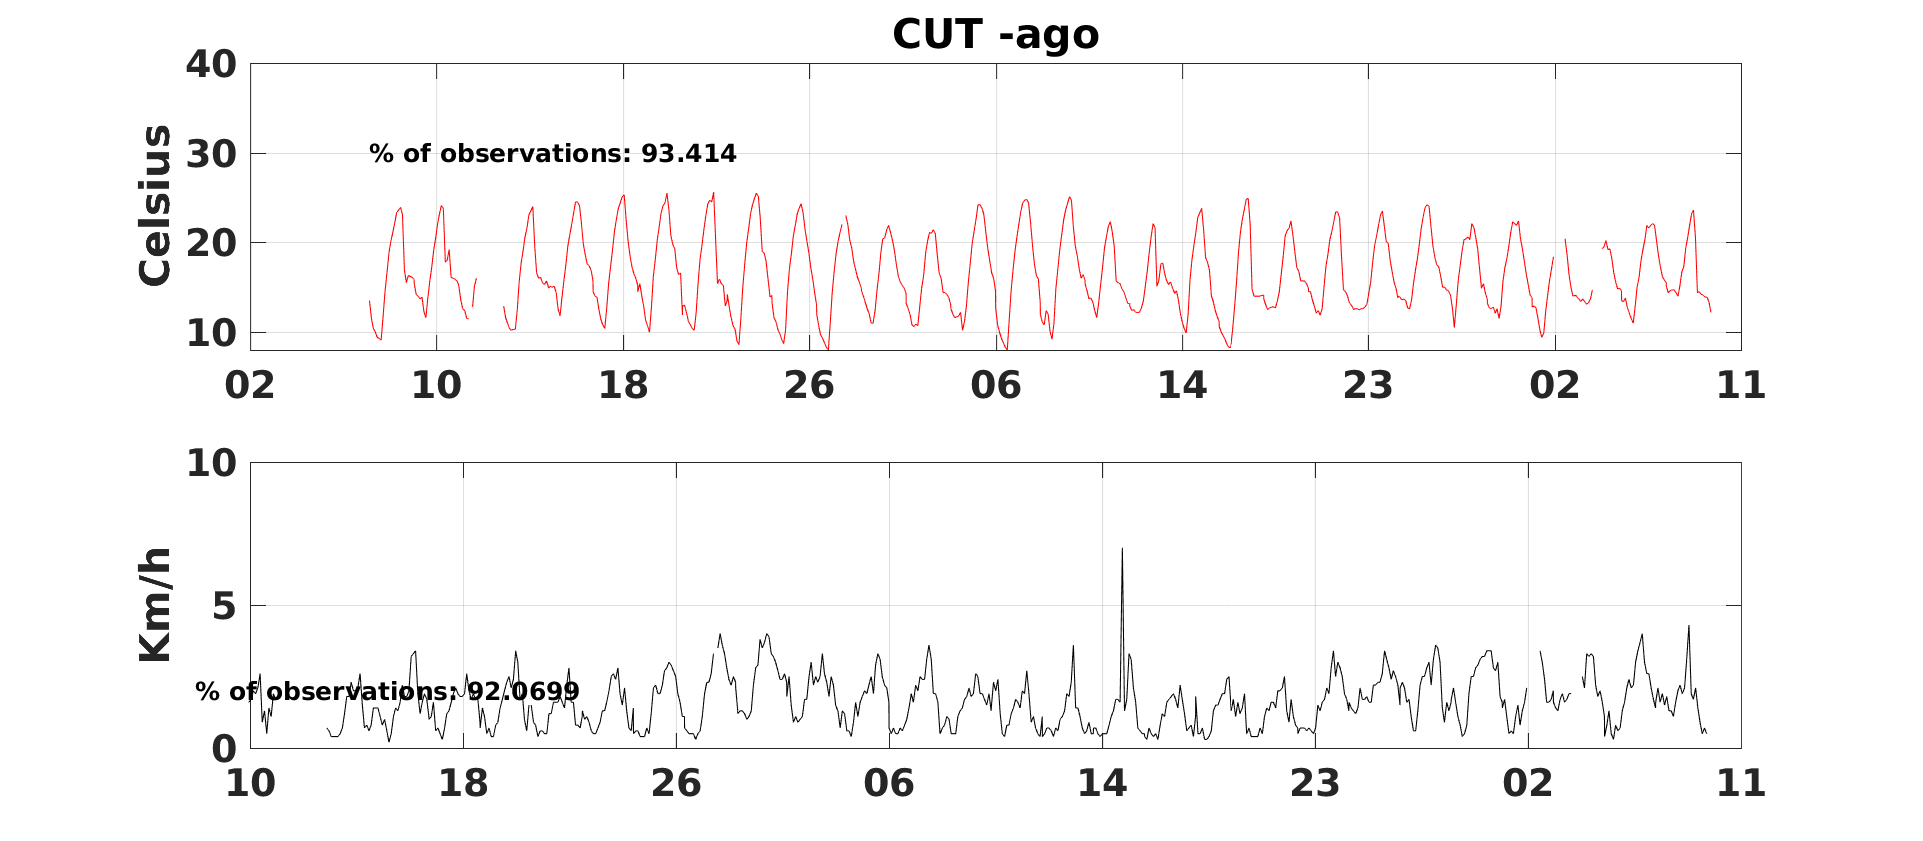 CUT -ago
40
30
20
10
Celsius
% of observations: 93.414
02 10 18 26 06 14 23 02 11
10
5
0
Km/h
% of observations: 92.0699
10 18 26 06 14 23 02 11